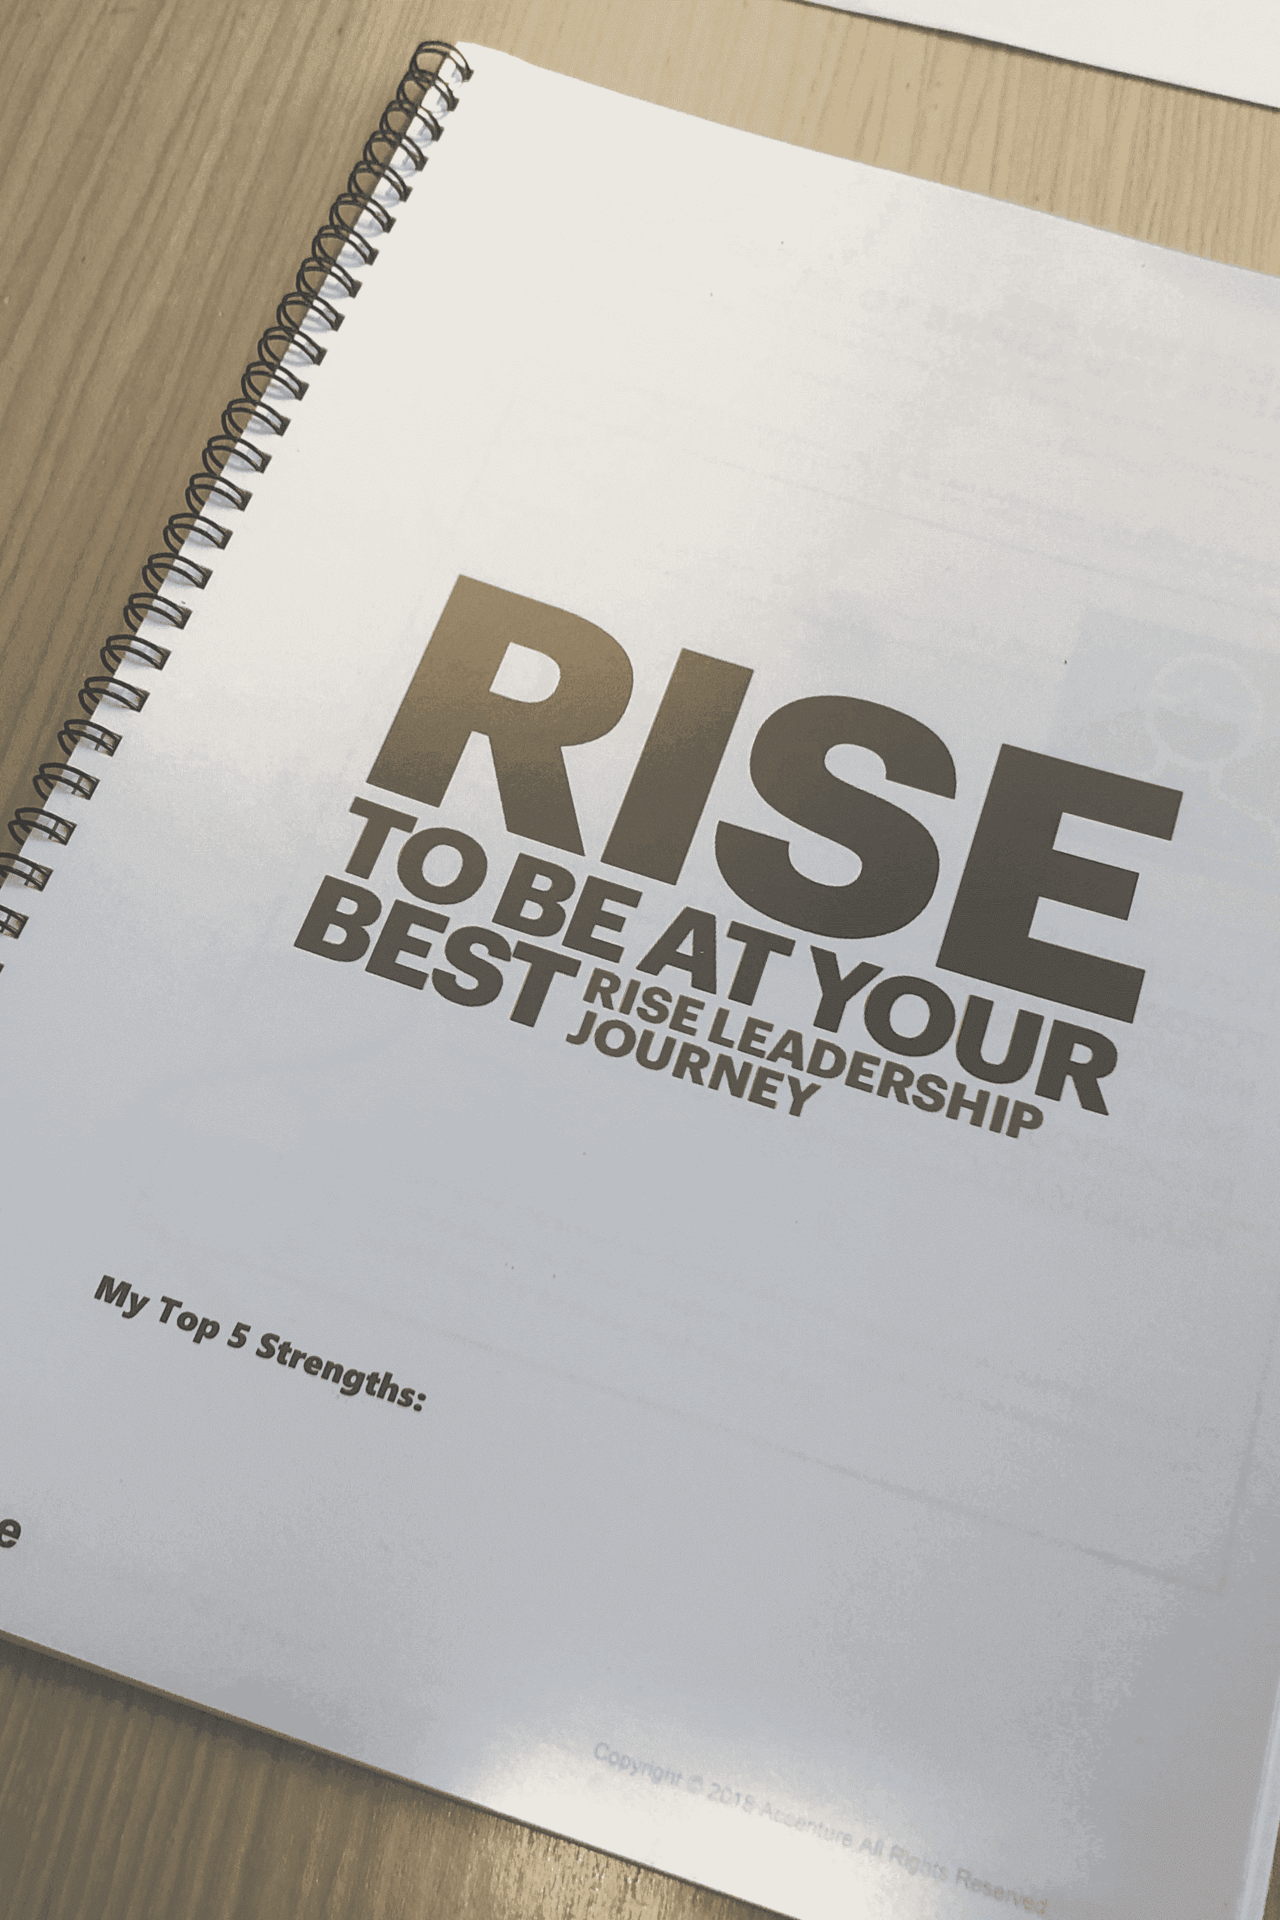 RISE
TO BE AT YOUR
BEST RISE LEADERSHIP
JOURNEY
My Top 5 Strengths:
e
Copyright © 2018 Accenture All Rights Reserved